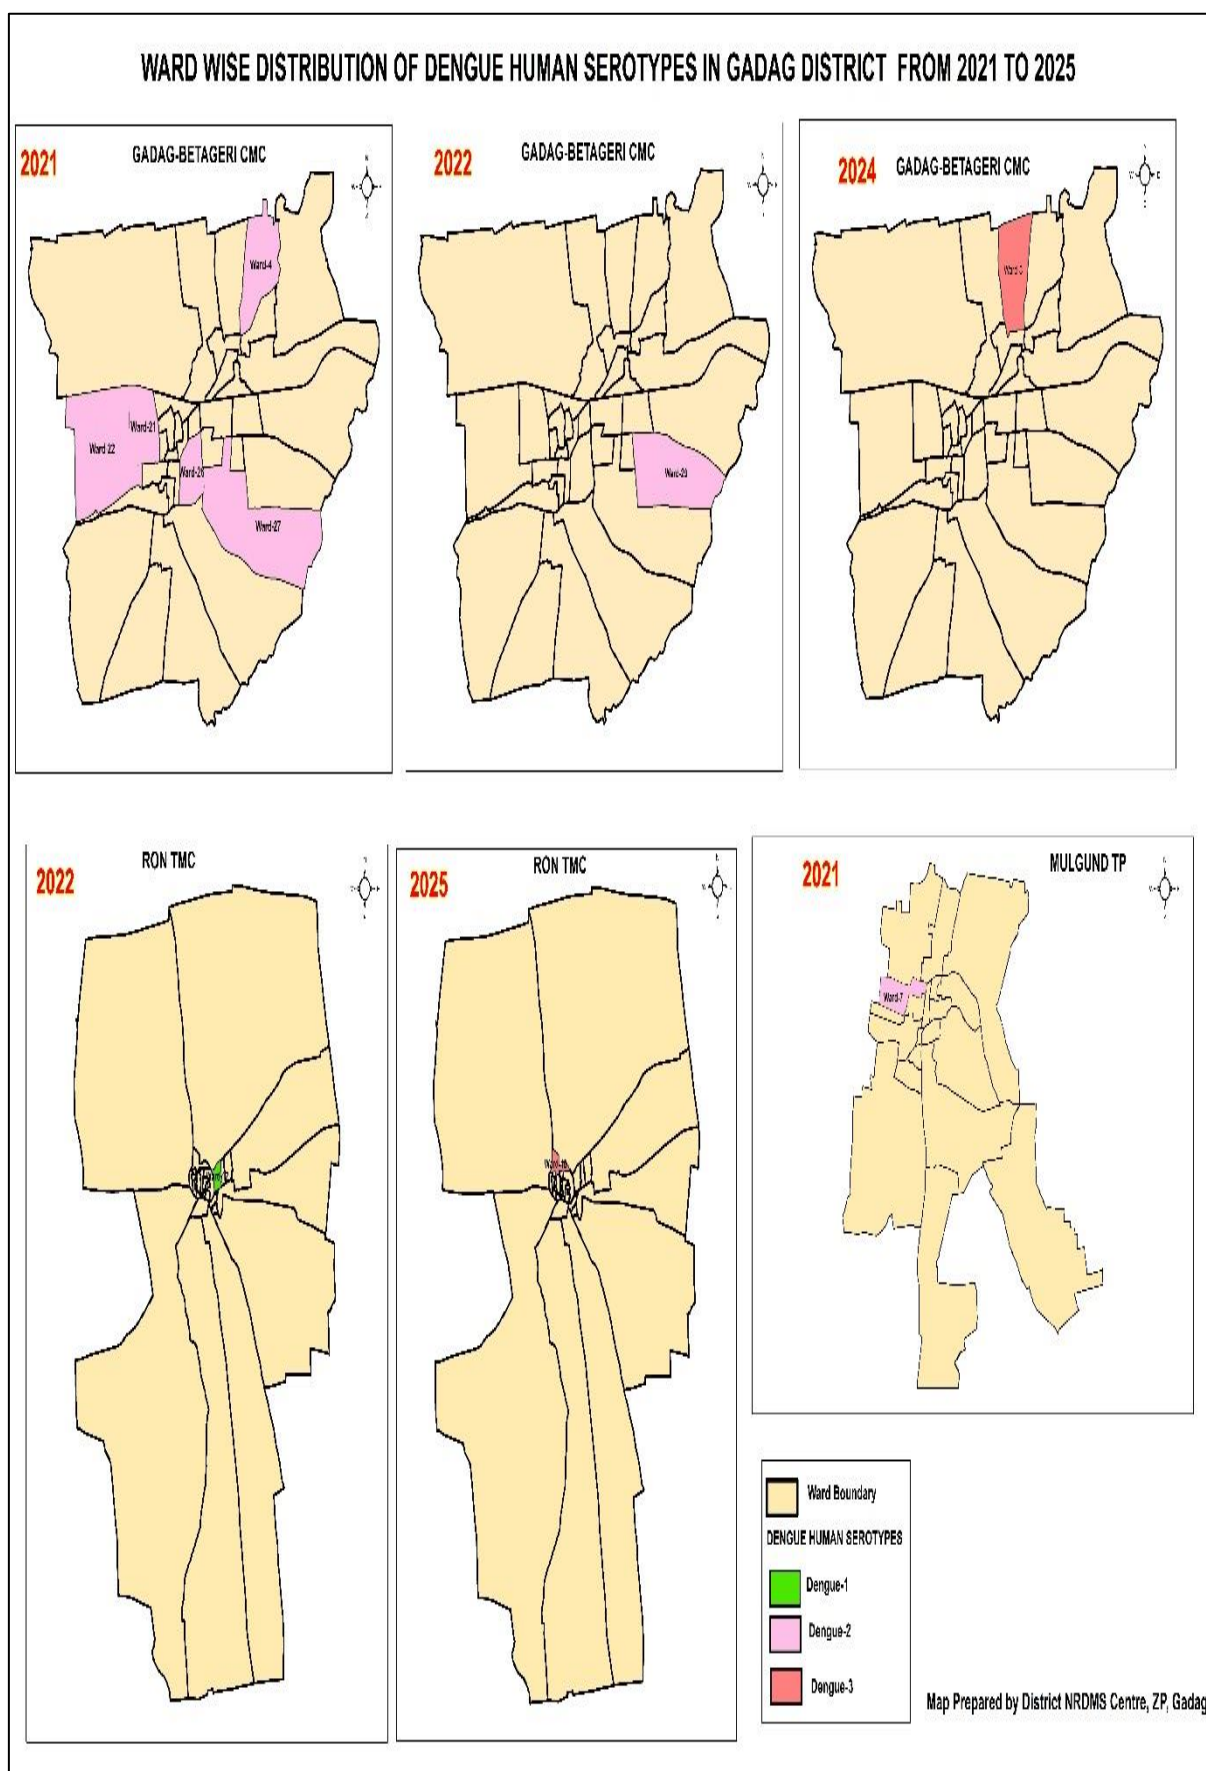 WARD WISE DISTRIBUTION OF DENGUE HUMAN SEROTYPES IN GADAG DISTRICT FROM 2021 TO 2025
2021
GADAG-BETAGERI CMC
Ward-4
Ward-21
Ward-22
Ward-27
2022
GADAG-BETAGERI CMC
2024
GADAG-BETAGERI CMC
Ward-3
2022
RON TMC
2025
RON TMC
2021
MULGUND TP
Ward-7
Ward Boundary
DENGUE HUMAN SEROTYPES
Dengue-1
Dengue-2
Dengue-3
Map Prepared by District NRDMS Centre, ZP, Gadag